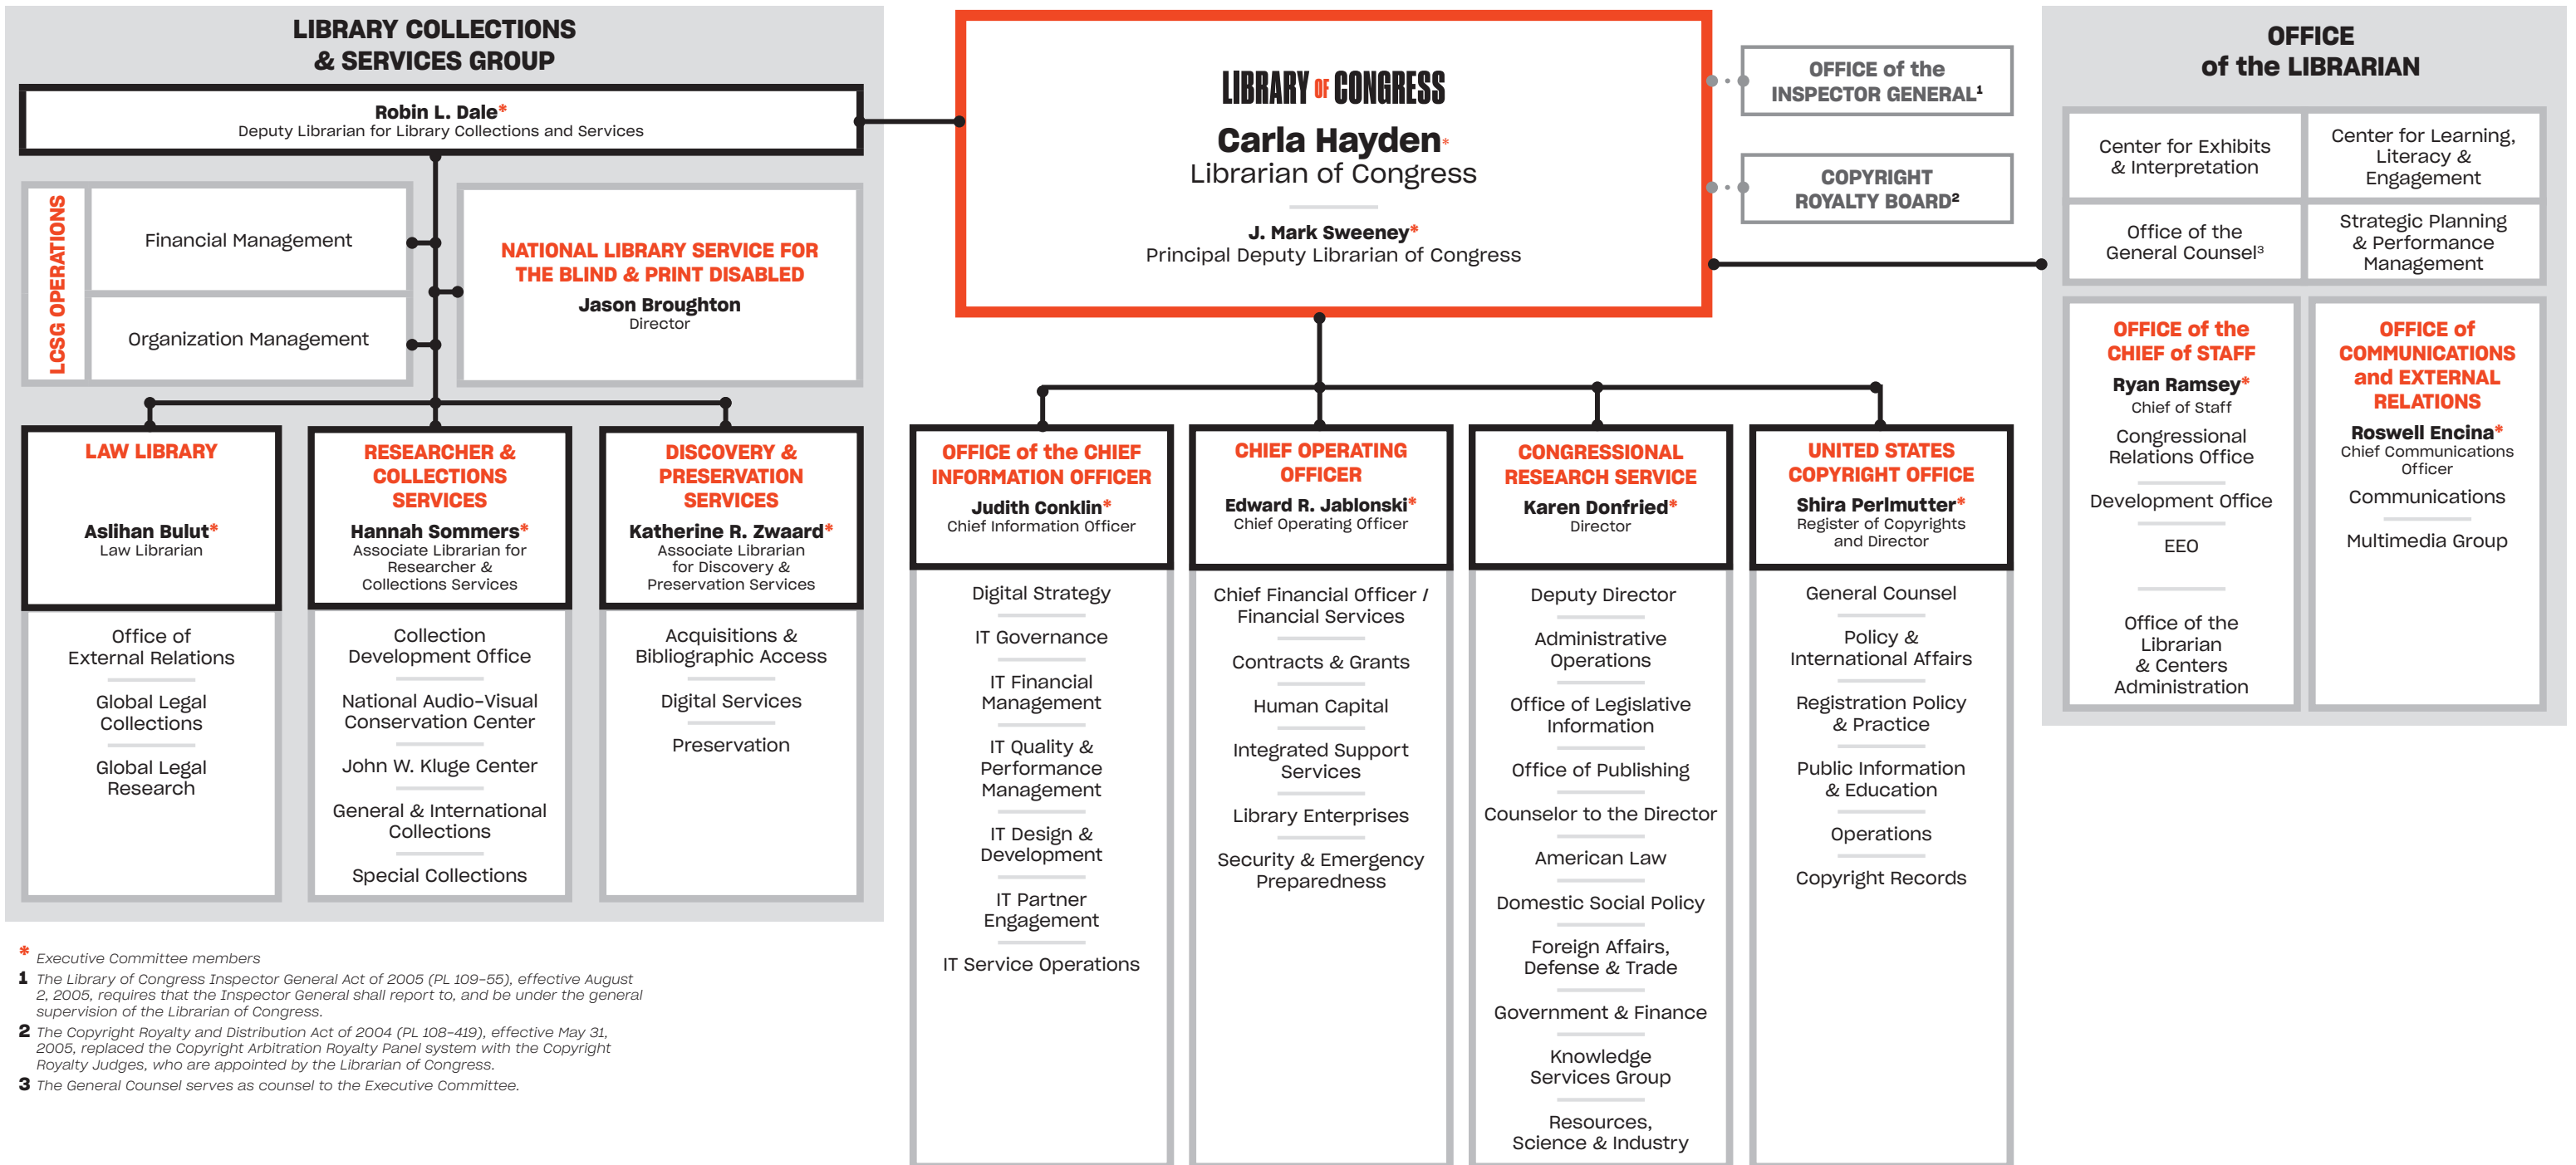 LIBRARY COLLECTIONS
& SERVICES GROUP
Robin L. Dale*
Deputy Librarian for Library Collections and Services
LCSG OPERATIONS
Financial Management
Organization Management
NATIONAL LIBRARY SERVICE FOR
THE BLIND & PRINT DISABLED
Jason Broughton
Director
LAW LIBRARY
Aslihan Bulut*
Law Librarian
Office of
External Relations
Global Legal
Collections
Global Legal
Research
RESEARCHER &
COLLECTIONS
SERVICES
Hannah Sommers*
Associate Librarian for
Researcher &
Collections Services
Collection
Development Office
National Audio-Visual
Conservation Center
John W. Kluge Center
General & International
Collections
Special Collections
DISCOVERY &
PRESERVATION
SERVICES
Katherine R. Zwaard*
Associate Librarian
for Discovery &
Preservation Services
Acquisitions &
Bibliographic Access
Digital Services
Preservation
LIBRARY OF CONGRESS
Carla Hayden*
Librarian of Congress
J. Mark Sweeney*
Principal Deputy Librarian of Congress
OFFICE of the
INSPECTOR GENERAL¹
COPYRIGHT
ROYALTY BOARD²
OFFICE of the CHIEF
INFORMATION OFFICER
Judith Conklin*
Chief Information Officer
Digital Strategy
IT Governance
IT Financial
Management
IT Quality &
Performance
Management
IT Design &
Development
IT Partner
Engagement
IT Service Operations
CHIEF OPERATING
OFFICER
Edward R. Jablonski*
Chief Operating Officer
Chief Financial Officer /
Financial Services
Contracts & Grants
Human Capital
Integrated Support
Services
Library Enterprises
Security & Emergency
Preparedness
CONGRESSIONAL
RESEARCH SERVICE
Karen Donfried*
Director
Deputy Director
Administrative
Operations
Office of Legislative
Information
Office of Publishing
Counselor to the Director
American Law
Domestic Social Policy
Foreign Affairs,
Defense & Trade
Government & Finance
Knowledge
Services Group
Resources,
Science & Industry
UNITED STATES
COPYRIGHT OFFICE
Shira Perlmutter*
Register of Copyrights
and Director
General Counsel
Policy &
International Affairs
Registration Policy
& Practice
Public Information
& Education
Operations
Copyright Records
OFFICE
of the LIBRARIAN
Center for Exhibits
& Interpretation
Center for Learning,
Literacy &
Engagement
Office of the
General Counsel³
Strategic Planning
& Performance
Management
OFFICE of the
CHIEF of STAFF
Ryan Ramsey*
Chief of Staff
Congressional
Relations Office
Development Office
EEO
Office of the
Librarian
& Centers
Administration
OFFICE of
COMMUNICATIONS
and EXTERNAL
RELATIONS
Roswell Encina*
Chief Communications
Officer
Communications
Multimedia Group
* Executive Committee members
1 The Library of Congress Inspector General Act of 2005 (PL 109-55), effective August
2, 2005, requires that the Inspector General shall report to, and be under the general
supervision of the Librarian of Congress.
2 The Copyright Royalty and Distribution Act of 2004 (PL 108-419), effective May 31,
2005, replaced the Copyright Arbitration Royalty Panel system with the Copyright
Royalty Judges, who are appointed by the Librarian of Congress.
3 The General Counsel serves as counsel to the Executive Committee.